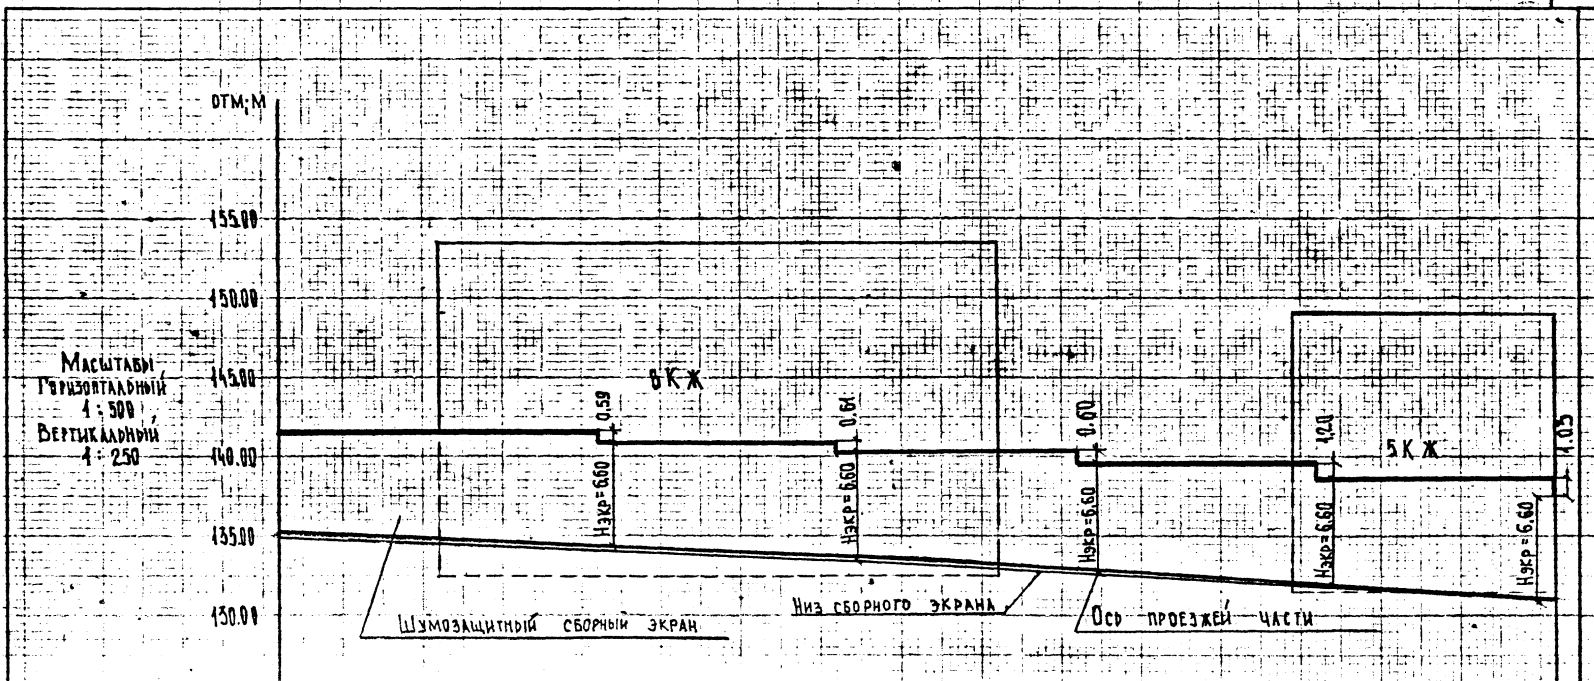 ОТМ,М
155.00
150.00
145.00
140.00
135.00
130.00
МАСШТАБЫ
ГОРИЗОНТАЛЬНЫЙ
1:500
ВЕРТИКАЛЬНЫЙ
1:250
8КЖ
5КЖ
0.59
0.61
0.60
1.20
1.05
НЭКР=6.60
НЭКР=6.60
НЭКР=6.60
НЭКР=6.60
НЭКР=6.60
ШУМОЗАЩИТНЫЙ СБОРНЫЙ ЭКРАН
НИЗ СБОРНОГО ЭКРАНА
ОСЬ ПРОЕЗЖЕЙ ЧАСТИ